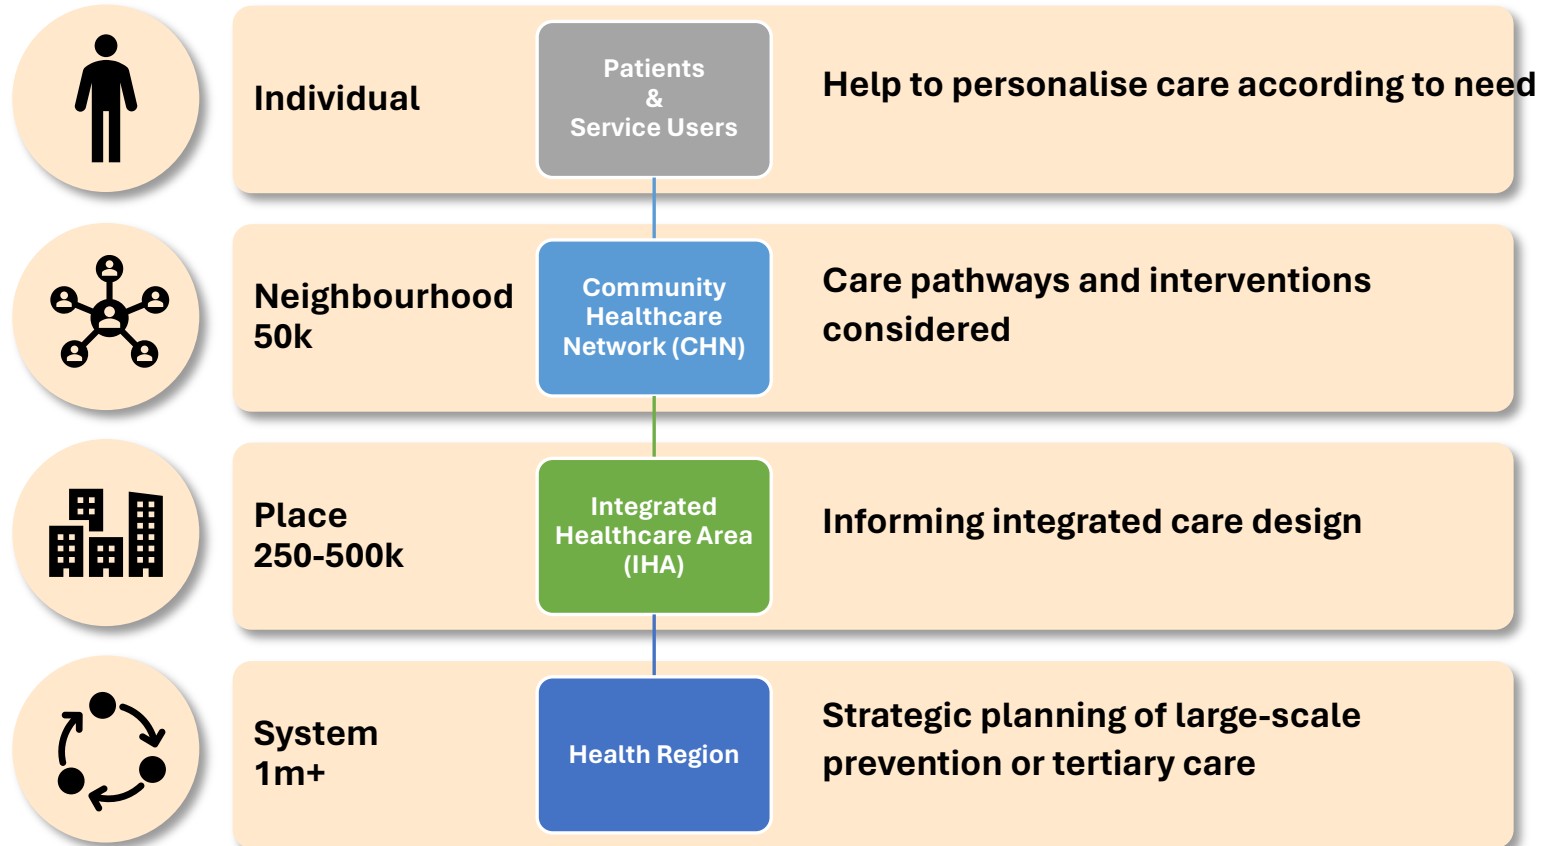 Individual
Patients
&
Service Users
Help to personalise care according to need
Neighbourhood
50k
Community
Healthcare
Network (CHN)
Care pathways and interventions
considered
Place
250-500k
Integrated
Healthcare Area
(IHA)
Informing integrated care design
System
1m+
Health Region
Strategic planning of large-scale
prevention or tertiary care